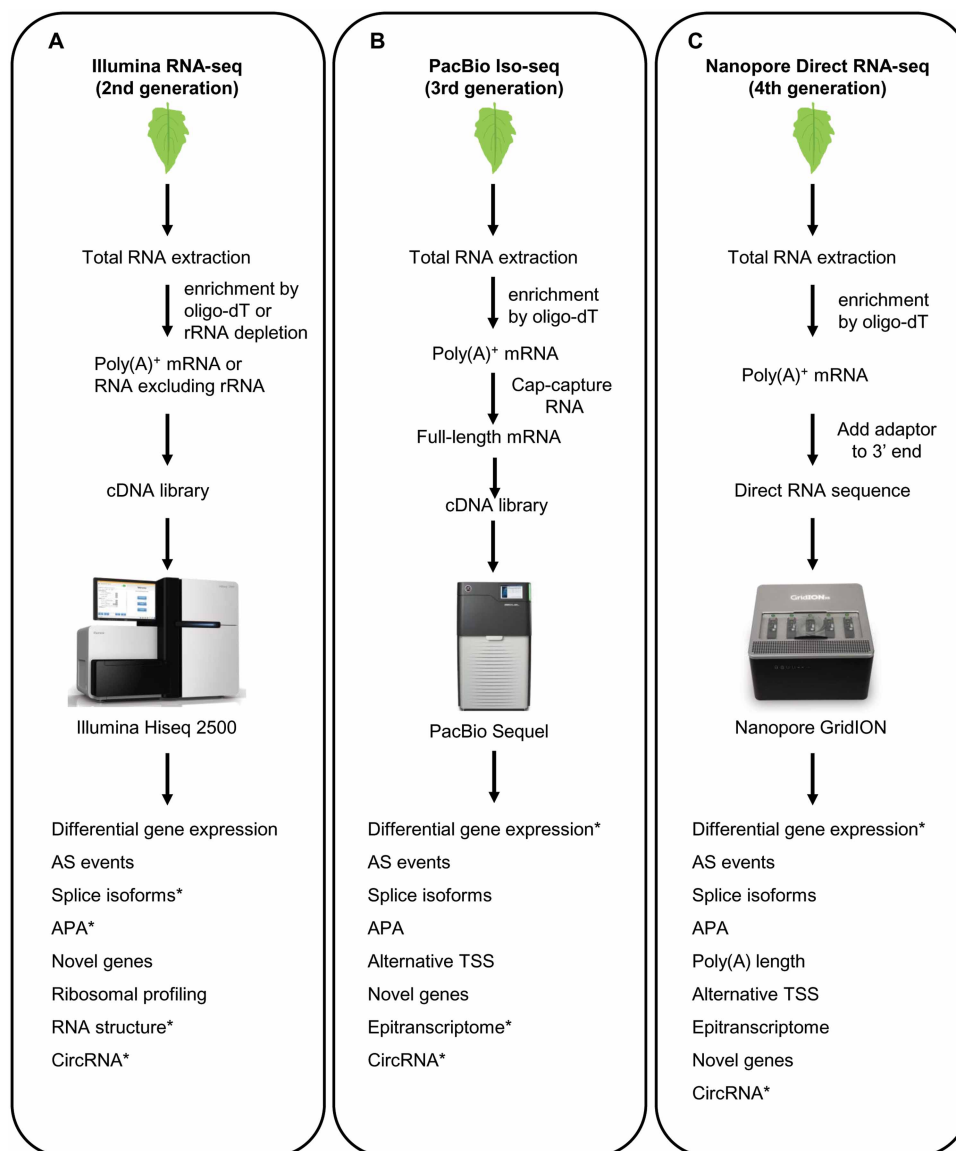 A
Illumina RNA-seq
(2nd generation)
Total RNA extraction
enrichment by
oligo-dT or
rRNA depletion
Poly(A)+ mRNA or
RNA excluding rRNA
cDNA library
Illumina Hiseq 2500
Differential gene expression
AS events
Splice isoforms*
APA*
Novel genes
Ribosomal profiling
RNA structure*
CircRNA*
B
PacBio Iso-seq
(3rd generation)
Total RNA extraction
enrichment
by oligo-dT
Poly(A)+ mRNA
Cap-capture
RNA
Full-length mRNA
cDNA library
PacBio Sequel
Differential gene expression*
AS events
Splice isoforms
APA
Alternative TSS
Novel genes
Epitranscriptome*
CircRNA*
C
Nanopore Direct RNA-seq
(4th generation)
Total RNA extraction
enrichment
by oligo-dT
Poly(A)+ mRNA
Add adaptor
to 3’ end
Direct RNA sequence
GridION
Nanopore GridION
Differential gene expression*
AS events
Splice isoforms
APA
Poly(A) length
Alternative TSS
Epitranscriptome
Novel genes
CircRNA*